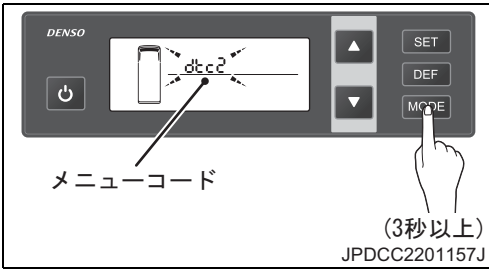 DENSO
dtc2
SET
DEF
MODE
メニューコード
(3秒以上)
JPDCC2201157J